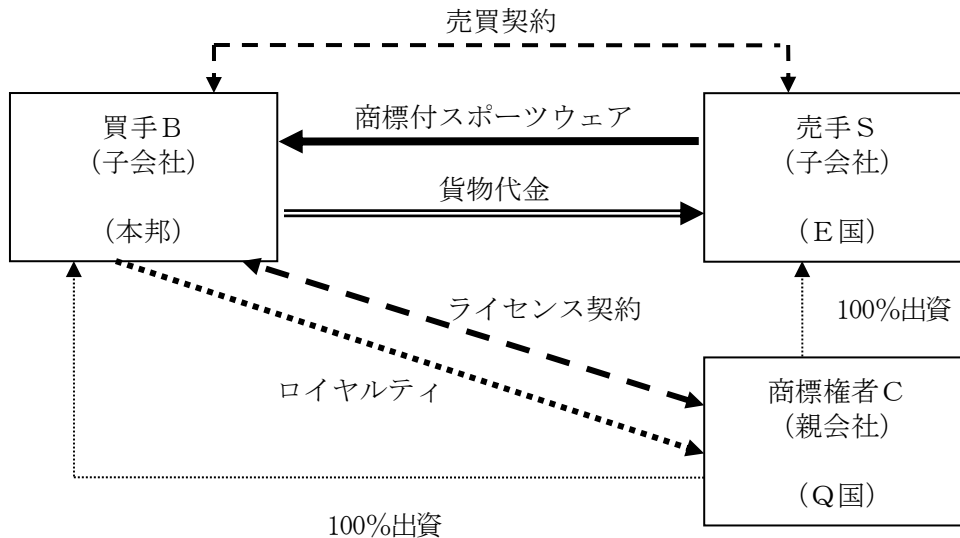 売買契約
買手Ｂ
（子会社）
（本邦）
商標付スポーツウェア
貨物代金
売手Ｓ
（子会社）
（Ｅ国）
ライセンス契約
100％出資
ロイヤルティ
商標権者Ｃ
（親会社）
（Ｑ国）
100％出資